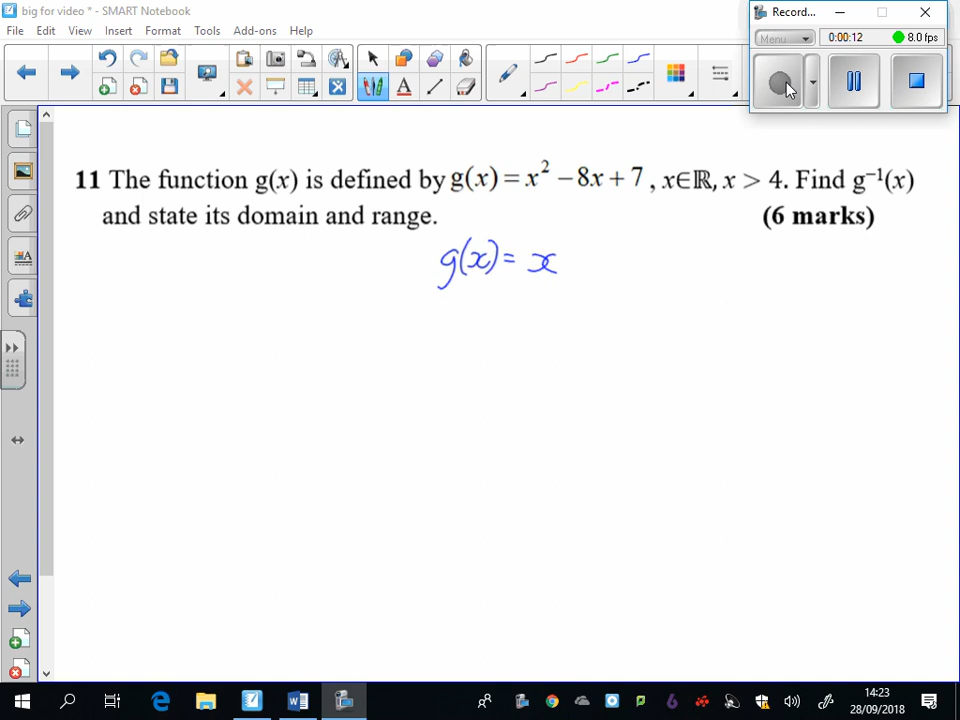 big for video * - SMART Notebook
Record...
File Edit View Insert Format Tools Add-ons Help
Menu 0:00:12 8.0 fps
11 The function g(x) is defined by g(x) = x² − 8x + 7 , x∈ℝ, x > 4. Find g⁻¹(x)
and state its domain and range. (6 marks)
g(x) = x
14:23
28/09/2018